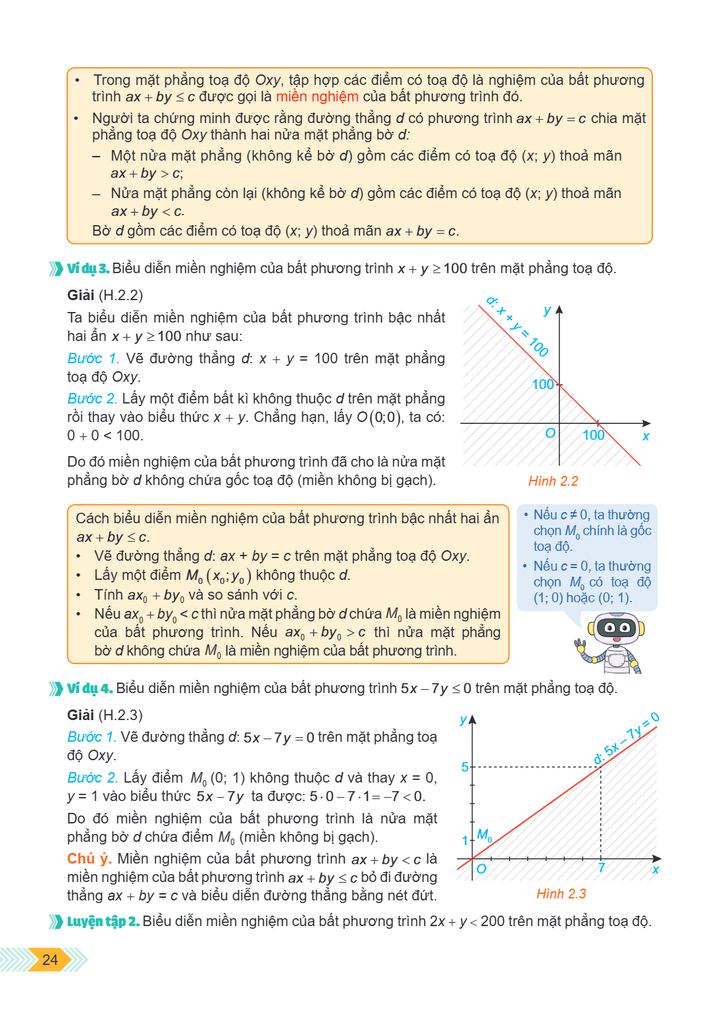 • Trong mặt phẳng toạ độ Oxy, tập hợp các điểm có toạ độ là nghiệm của bất phương
trình ax + by ≤ c được gọi là miền nghiệm của bất phương trình đó.
• Người ta chứng minh được rằng đường thẳng d có phương trình ax + by = c chia mặt
phẳng toạ độ Oxy thành hai nửa mặt phẳng bờ d:
– Một nửa mặt phẳng (không kể bờ d) gồm các điểm có toạ độ (x; y) thoả mãn
ax + by > c;
– Nửa mặt phẳng còn lại (không kể bờ d) gồm các điểm có toạ độ (x; y) thoả mãn
ax + by < c.
Bờ d gồm các điểm có toạ độ (x; y) thoả mãn ax + by = c.
Ví dụ 3. Biểu diễn miền nghiệm của bất phương trình x + y ≥ 100 trên mặt phẳng toạ độ.
Giải (H.2.2)
Ta biểu diễn miền nghiệm của bất phương trình bậc nhất
hai ẩn x + y ≥ 100 như sau:
Bước 1. Vẽ đường thẳng d: x + y = 100 trên mặt phẳng
toạ độ Oxy.
Bước 2. Lấy một điểm bất kì không thuộc d trên mặt phẳng
rồi thay vào biểu thức x + y. Chẳng hạn, lấy O(0;0), ta có:
0 + 0 < 100.
Do đó miền nghiệm của bất phương trình đã cho là nửa mặt
phẳng bờ d không chứa gốc toạ độ (miền không bị gạch).
d: x + y = 100
y
100
O
100
x
Hình 2.2
Cách biểu diễn miền nghiệm của bất phương trình bậc nhất hai ẩn
ax + by ≤ c.
• Vẽ đường thẳng d: ax + by = c trên mặt phẳng toạ độ Oxy.
• Lấy một điểm M₀(x₀; y₀) không thuộc d.
• Tính ax₀ + by₀ và so sánh với c.
• Nếu ax₀ + by₀ < c thì nửa mặt phẳng bờ d chứa M₀ là miền nghiệm
của bất phương trình. Nếu ax₀ + by₀ > c thì nửa mặt phẳng
bờ d không chứa M₀ là miền nghiệm của bất phương trình.
• Nếu c ≠ 0, ta thường
chọn M₀ chính là gốc
toạ độ.
• Nếu c = 0, ta thường
chọn M₀ có toạ độ
(1; 0) hoặc (0; 1).
Ví dụ 4. Biểu diễn miền nghiệm của bất phương trình 5x − 7y ≤ 0 trên mặt phẳng toạ độ.
Giải (H.2.3)
Bước 1. Vẽ đường thẳng d: 5x − 7y = 0 trên mặt phẳng toạ
độ Oxy.
Bước 2. Lấy điểm M₀ (0; 1) không thuộc d và thay x = 0,
y = 1 vào biểu thức 5x − 7y ta được: 5 · 0 − 7 · 1 = −7 < 0.
Do đó miền nghiệm của bất phương trình là nửa mặt
phẳng bờ d chứa điểm M₀ (miền không bị gạch).
Chú ý. Miền nghiệm của bất phương trình ax + by < c là
miền nghiệm của bất phương trình ax + by ≤ c bỏ đi đường
thẳng ax + by = c và biểu diễn đường thẳng bằng nét đứt.
y
d: 5x − 7y = 0
5
1
M₀
O
7
x
Hình 2.3
Luyện tập 2. Biểu diễn miền nghiệm của bất phương trình 2x + y < 200 trên mặt phẳng toạ độ.
24